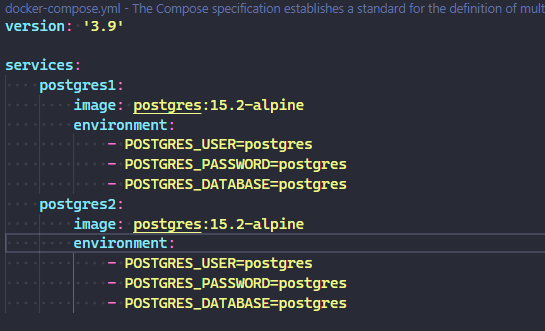 docker-compose.yml - The Compose specification establishes a standard for the definition of mult
version: '3.9'
services:
postgres1:
image: postgres:15.2-alpine
environment:
- POSTGRES_USER=postgres
- POSTGRES_PASSWORD=postgres
- POSTGRES_DATABASE=postgres
postgres2:
image: postgres:15.2-alpine
environment:
- POSTGRES_USER=postgres
- POSTGRES_PASSWORD=postgres
- POSTGRES_DATABASE=postgres